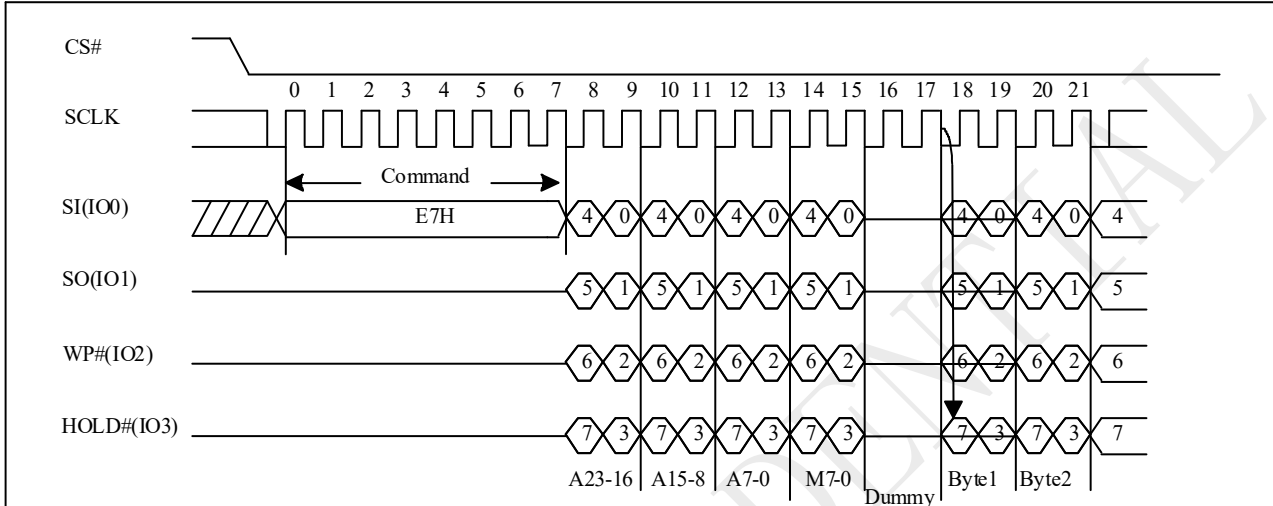 CS#
0 1 2 3 4 5 6 7 8 9 10 11 12 13 14 15 16 17 18 19 20 21
SCLK
Command
SI(IO0) E7H 4 0 4 0 4 0 4 0 4 0 4 0 4
SO(IO1) 5 1 5 1 5 1 5 1 5 1 5 1 5
WP#(IO2) 6 2 6 2 6 2 6 2 6 2 6 2 6
HOLD#(IO3) 7 3 7 3 7 3 7 3 7 3 7 3 7
A23-16 A15-8 A7-0 M7-0 Dummy Byte1 Byte2
DENTIAL